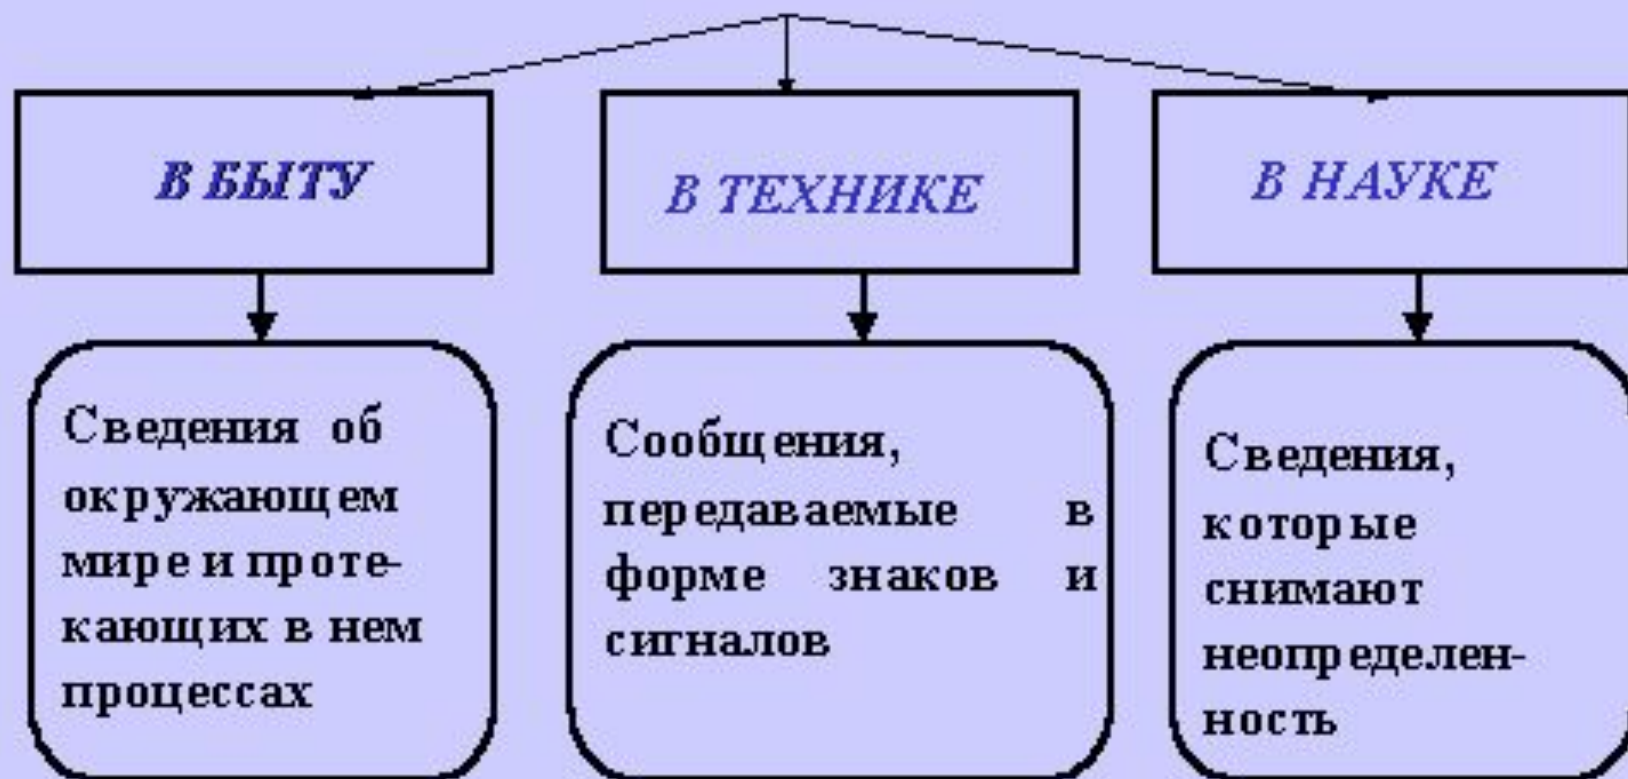 В БЫТУ
В ТЕХНИКЕ
В НАУКЕ
Сведения об
окружающем
мире и проте-
кающих в нем
процессах
Сообщения,
передаваемые в
форме знаков и
сигналов
Сведения,
которые
снимают
неопределен-
ность